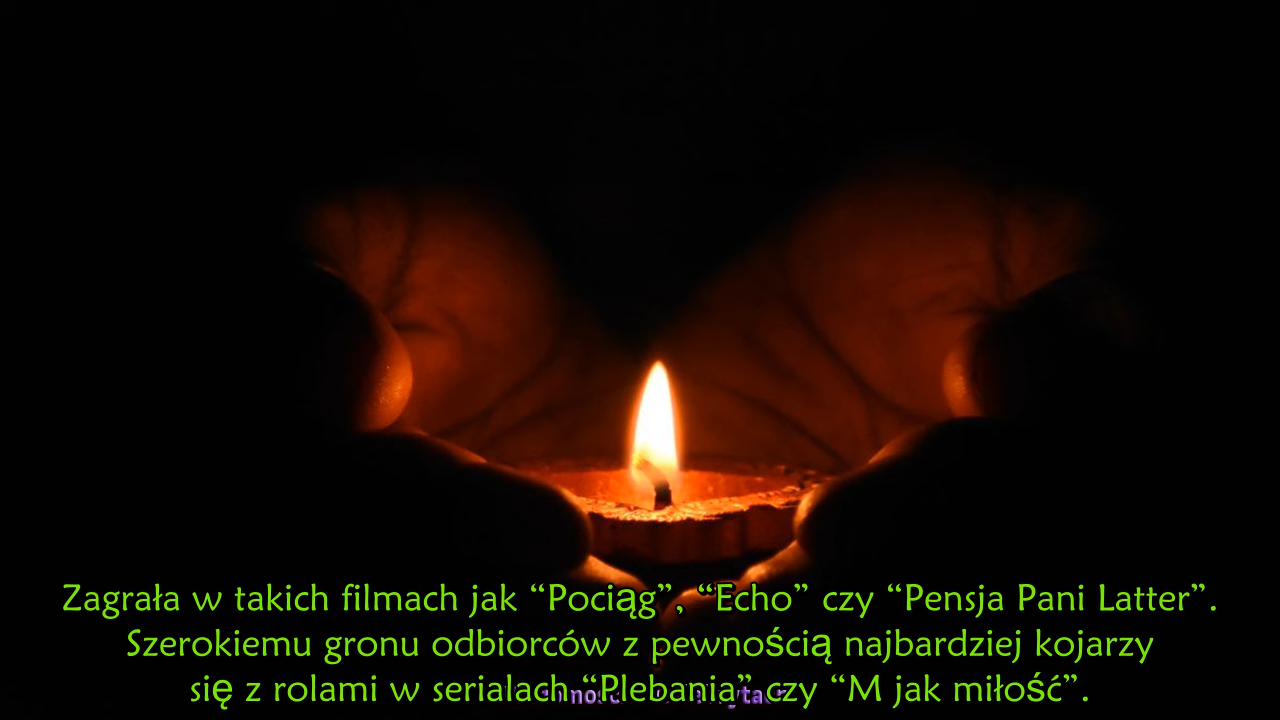 Zagrała w takich filmach jak “Pociąg”, “Echo” czy “Pensja Pani Latter”.
Szerokiemu gronu odbiorców z pewnością najbardziej kojarzy
się z rolami w serialach “Plebania” czy “M jak miłość”.